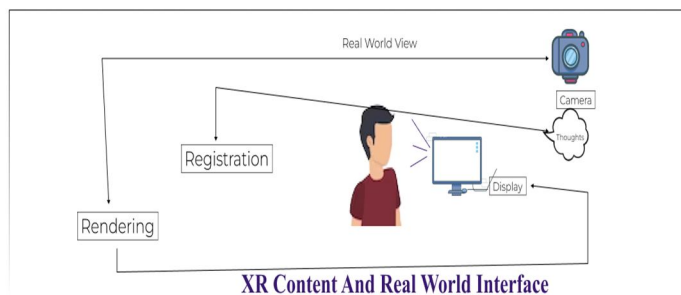 Real World View
Camera
Thoughts
Registration
Display
Rendering
XR Content And Real World Interface